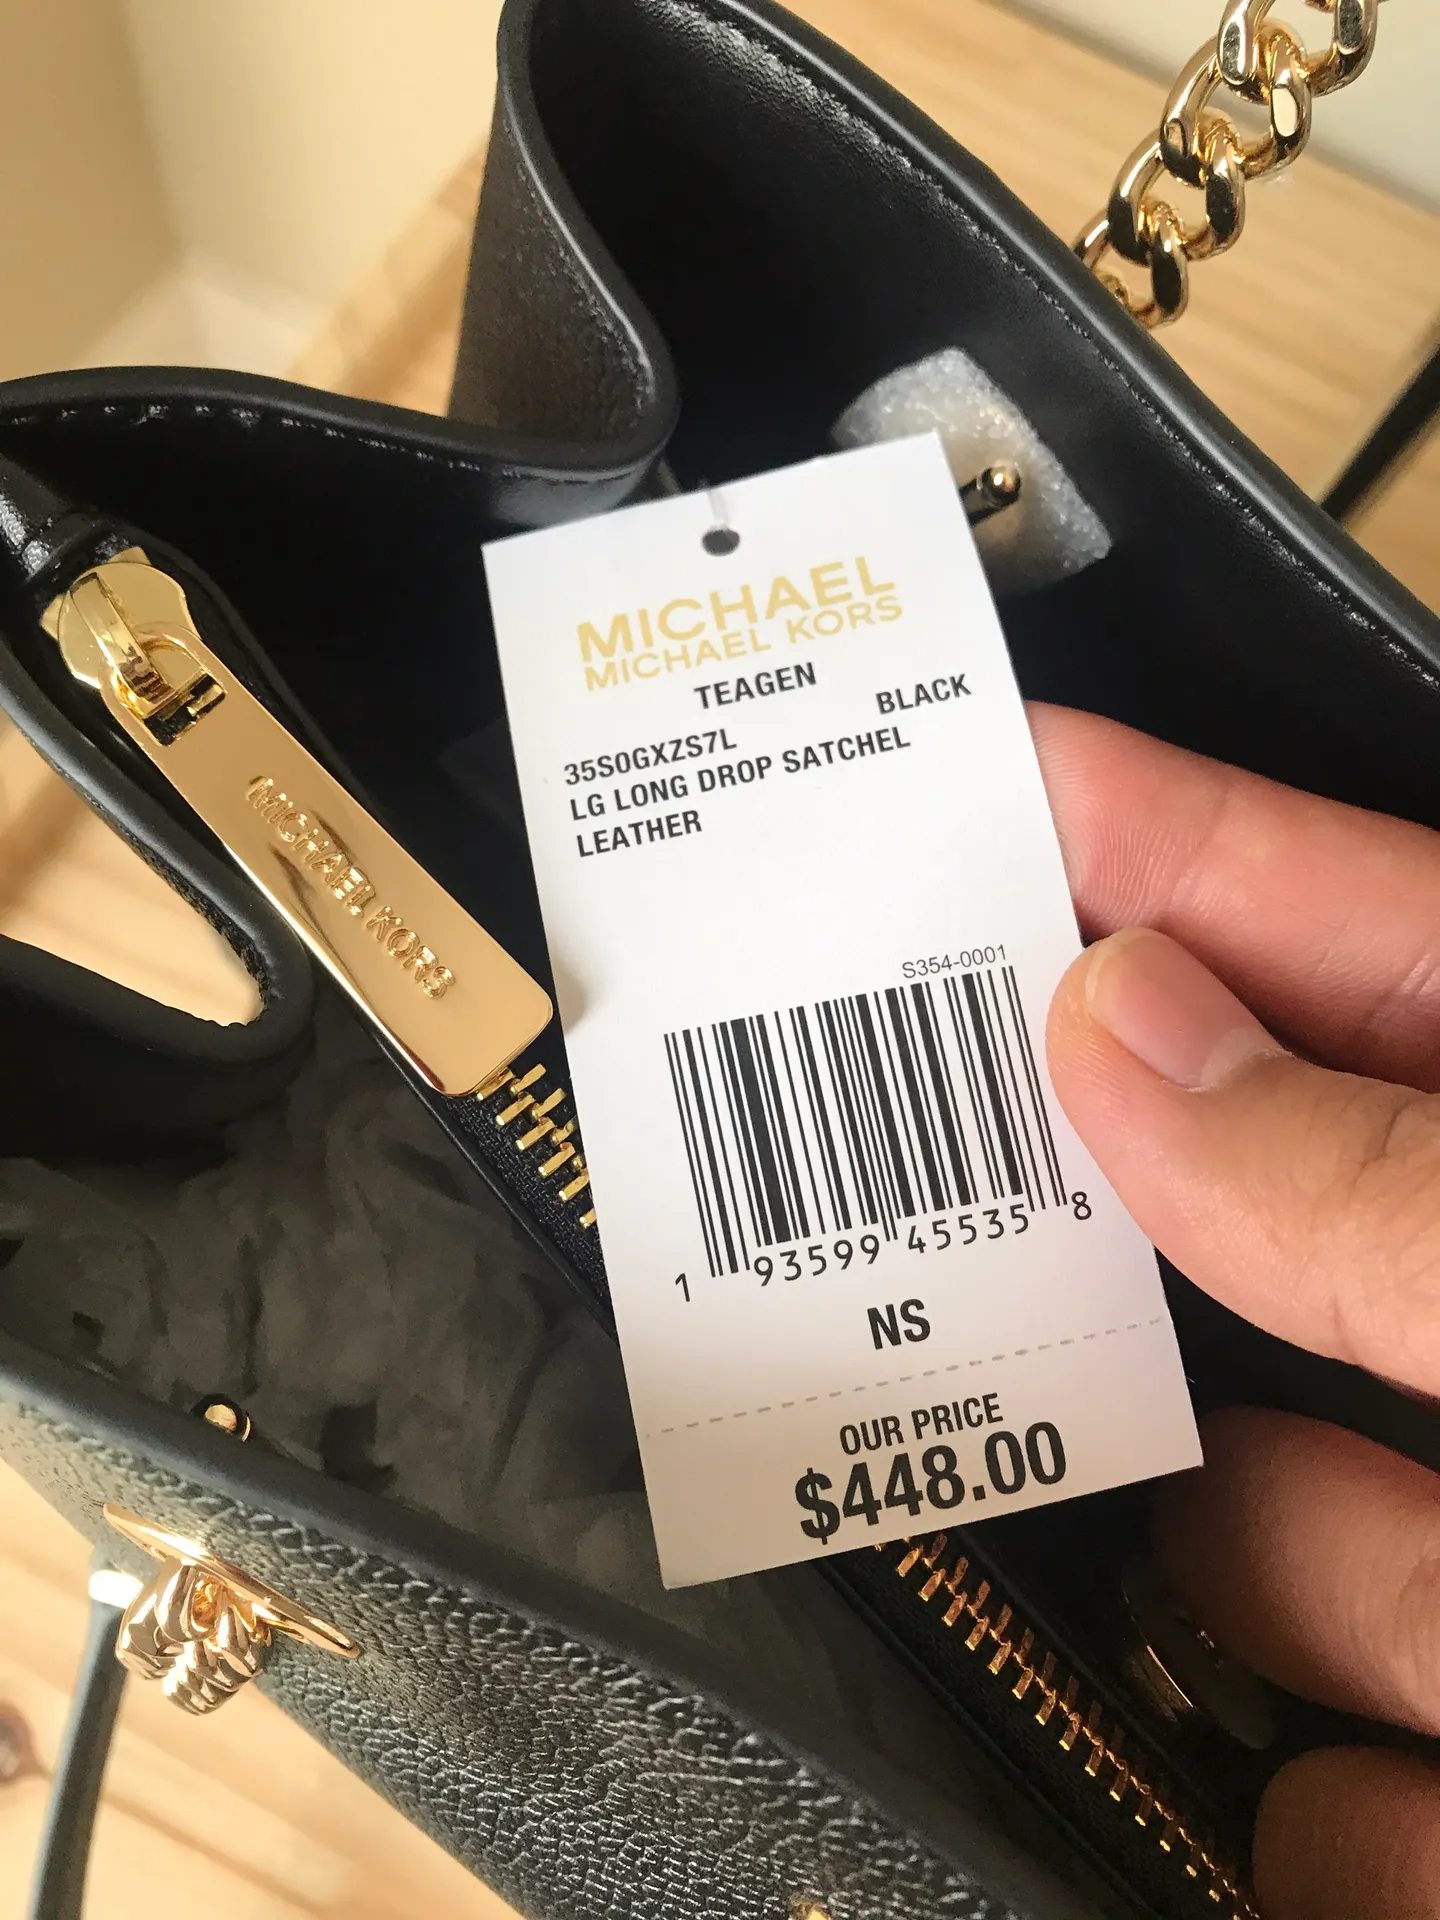 MICHAEL
MICHAEL KORS
TEAGEN
35S0GXZS7L BLACK
LG LONG DROP SATCHEL
LEATHER
S354-0001
1 93599 45535 8
NS
OUR PRICE
$448.00
MICHAEL KORS